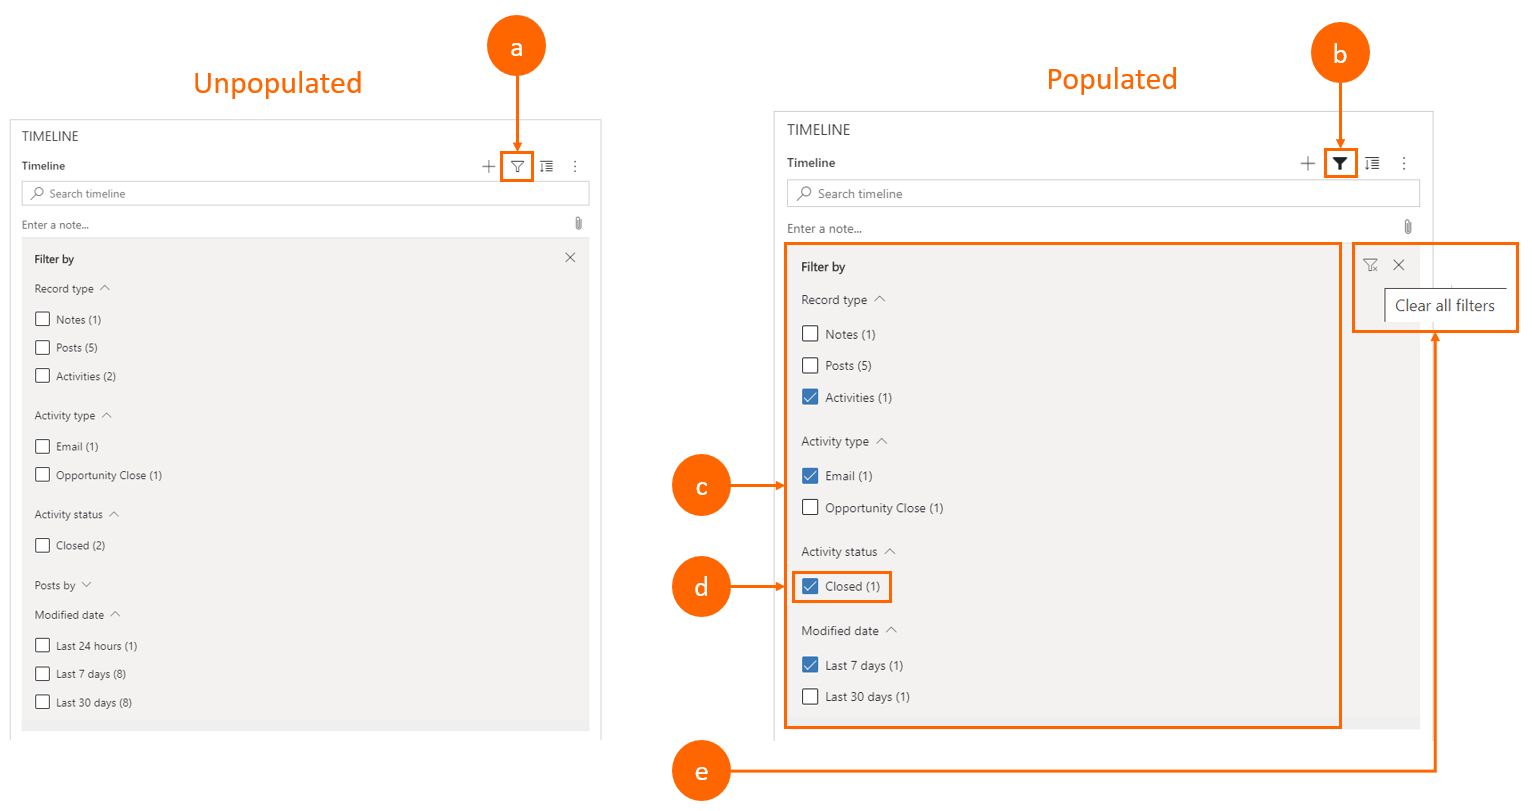 a
Unpopulated
TIMELINE
Timeline
Search timeline
Enter a note...
Filter by
Record type
Notes (1)
Posts (5)
Activities (2)
Activity type
Email (1)
Opportunity Close (1)
Activity status
Closed (2)
Posts by
Modified date
Last 24 hours (1)
Last 7 days (8)
Last 30 days (8)
b
Populated
TIMELINE
Timeline
Search timeline
Enter a note...
Filter by
Clear all filters
Record type
Notes (1)
Posts (5)
Activities (1)
Activity type
c
Email (1)
Opportunity Close (1)
Activity status
d
Closed (1)
Modified date
Last 7 days (1)
Last 30 days (1)
e